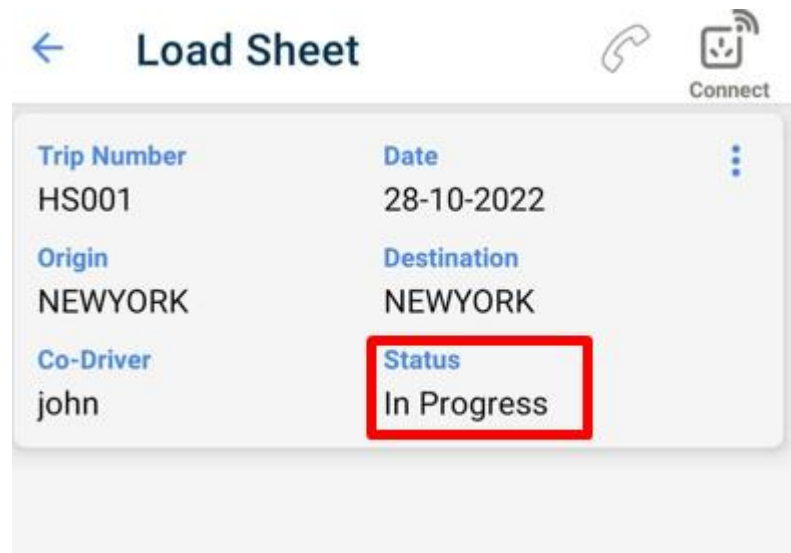 Load Sheet
Connect
Trip Number
Date
HS001
28-10-2022
Origin
Destination
NEWYORK
NEWYORK
Co-Driver
Status
john
In Progress